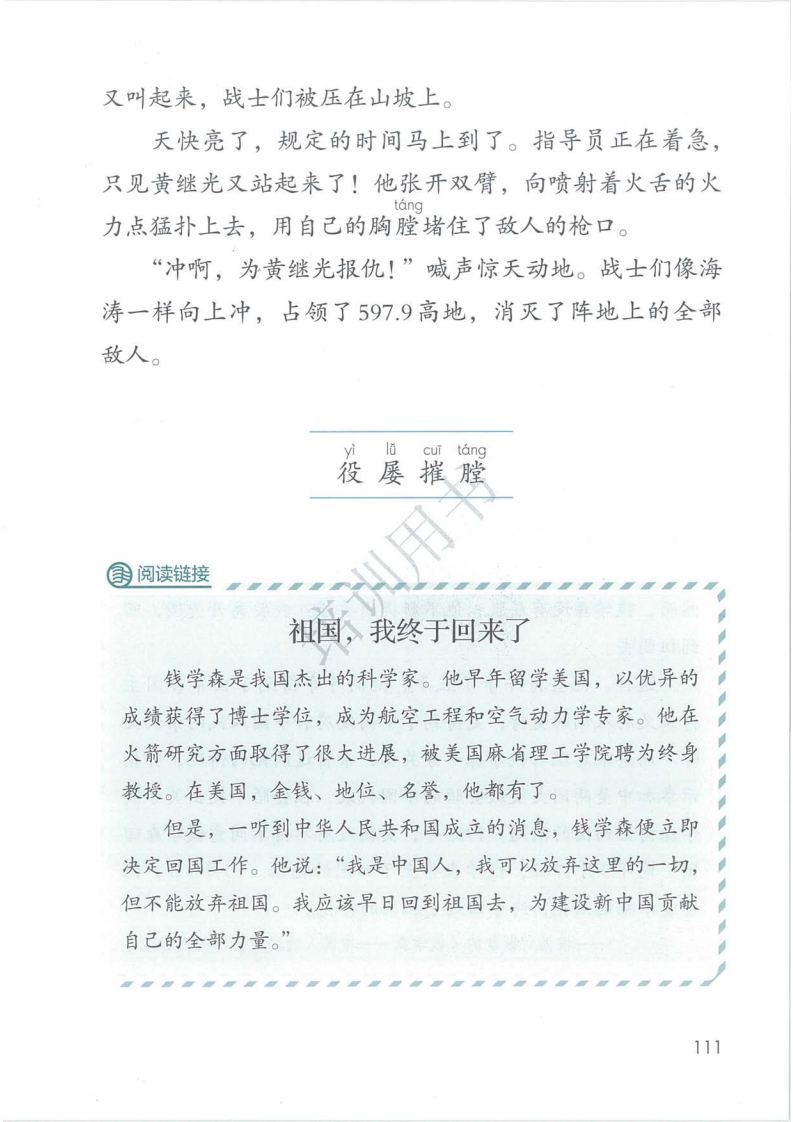 又叫起来，战士们被压在山坡上。
天快亮了，规定的时间马上到了。指导员正在着急，
只见黄继光又站起来了！他张开双臂，向喷射着火舌的火
táng
力点猛扑上去，用自己的胸膛堵住了敌人的枪口。
“冲啊，为黄继光报仇！”喊声惊天动地。战士们像海
涛一样向上冲，占领了597.9高地，消灭了阵地上的全部
敌人。
yì lǚ cuī táng
役 屡 摧 膛
培训用书
阅读链接
祖国，我终于回来了
钱学森是我国杰出的科学家。他早年留学美国，以优异的
成绩获得了博士学位，成为航空工程和空气动力学专家。他在
火箭研究方面取得了很大进展，被美国麻省理工学院聘为终身
教授。在美国，金钱、地位、名誉，他都有了。
但是，一听到中华人民共和国成立的消息，钱学森便立即
决定回国工作。他说：“我是中国人，我可以放弃这里的一切，
但不能放弃祖国。我应该早日回到祖国去，为建设新中国贡献
自己的全部力量。”
111